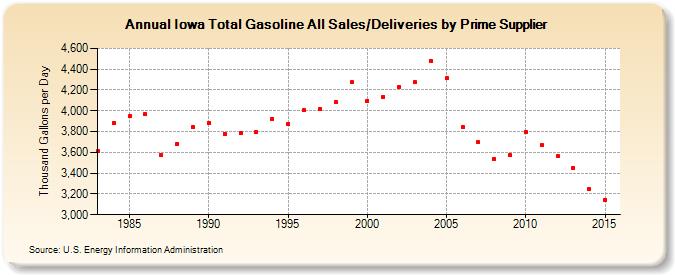 Annual Iowa Total Gasoline All Sales/Deliveries by Prime Supplier
Thousand Gallons per Day
4,600
4,400
4,200
4,000
3,800
3,600
3,400
3,200
3,000
1985 1990 1995 2000 2005 2010 2015
Source: U.S. Energy Information Administration